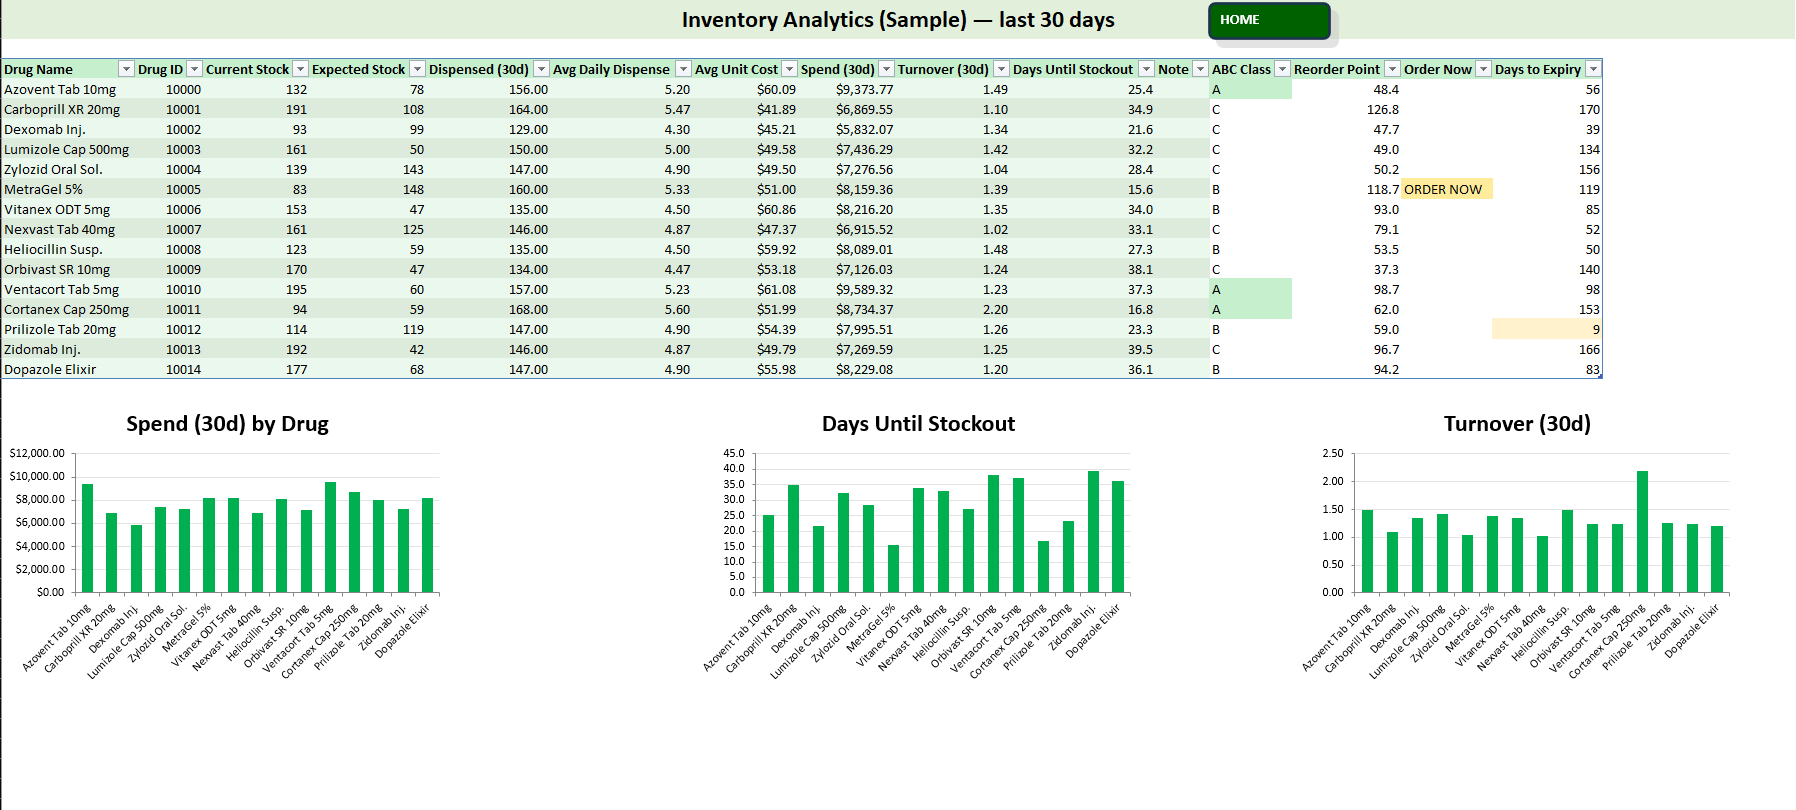 Inventory Analytics (Sample) — last 30 days
HOME
Drug Name Drug ID Current Stock Expected Stock Dispensed (30d) Avg Daily Dispense Avg Unit Cost Spend (30d) Turnover (30d) Days Until Stockout Note ABC Class Reorder Point Order Now Days to Expiry
Azovent Tab 10mg 10000 132 78 156.00 5.20 $60.09 $9,373.77 1.49 25.4 A 48.4 56
Carboprill XR 20mg 10001 191 108 164.00 5.47 $41.89 $6,869.55 1.10 34.9 C 126.8 170
Dexomab Inj. 10002 93 99 129.00 4.30 $45.21 $5,832.07 1.34 21.6 C 47.7 39
Lumizole Cap 500mg 10003 161 50 150.00 5.00 $49.58 $7,436.29 1.42 32.2 C 49.0 134
Zylozid Oral Sol. 10004 139 143 147.00 4.90 $49.50 $7,276.56 1.04 28.4 C 50.2 156
MetraGel 5% 10005 83 148 160.00 5.33 $51.00 $8,159.36 1.39 15.6 B 118.7 ORDER NOW 119
Vitanex ODT 5mg 10006 153 47 135.00 4.50 $60.86 $8,216.20 1.35 34.0 B 93.0 85
Nexvast Tab 40mg 10007 161 125 146.00 4.87 $47.37 $6,915.52 1.02 33.1 C 79.1 52
Heliocillin Susp. 10008 123 59 135.00 4.50 $59.92 $8,089.01 1.48 27.3 B 53.5 50
Orbivast SR 10mg 10009 170 47 134.00 4.47 $53.18 $7,126.03 1.24 38.1 C 37.3 140
Ventacort Tab 5mg 10010 195 60 157.00 5.23 $61.08 $9,589.32 1.23 37.3 A 98.7 98
Cortanex Cap 250mg 10011 94 59 168.00 5.60 $51.99 $8,734.37 2.20 16.8 A 62.0 153
Prilizole Tab 20mg 10012 114 119 147.00 4.90 $54.39 $7,995.51 1.26 23.3 B 59.0 9
Zidomab Inj. 10013 192 42 146.00 4.87 $49.79 $7,269.59 1.25 39.5 C 96.7 166
Dopazole Elixir 10014 177 68 147.00 4.90 $55.98 $8,229.08 1.20 36.1 B 94.2 83
Spend (30d) by Drug
$12,000.00
$10,000.00
$8,000.00
$6,000.00
$4,000.00
$2,000.00
$0.00
Azovent Tab 10mg
Carboprill XR 20mg
Dexomab Inj.
Lumizole Cap 500mg
Zylozid Oral Sol.
MetraGel 5%
Vitanex ODT 5mg
Nexvast Tab 40mg
Heliocillin Susp.
Orbivast SR 10mg
Ventacort Tab 5mg
Cortanex Cap 250mg
Prilizole Tab 20mg
Zidomab Inj.
Dopazole Elixir
Days Until Stockout
45.0
40.0
35.0
30.0
25.0
20.0
15.0
10.0
5.0
0.0
Azovent Tab 10mg
Carboprill XR 20mg
Dexomab Inj.
Lumizole Cap 500mg
Zylozid Oral Sol.
MetraGel 5%
Vitanex ODT 5mg
Nexvast Tab 40mg
Heliocillin Susp.
Orbivast SR 10mg
Ventacort Tab 5mg
Cortanex Cap 250mg
Prilizole Tab 20mg
Zidomab Inj.
Dopazole Elixir
Turnover (30d)
2.50
2.00
1.50
1.00
0.50
0.00
Azovent Tab 10mg
Carboprill XR 20mg
Dexomab Inj.
Lumizole Cap 500mg
Zylozid Oral Sol.
MetraGel 5%
Vitanex ODT 5mg
Nexvast Tab 40mg
Heliocillin Susp.
Orbivast SR 10mg
Ventacort Tab 5mg
Cortanex Cap 250mg
Prilizole Tab 20mg
Zidomab Inj.
Dopazole Elixir